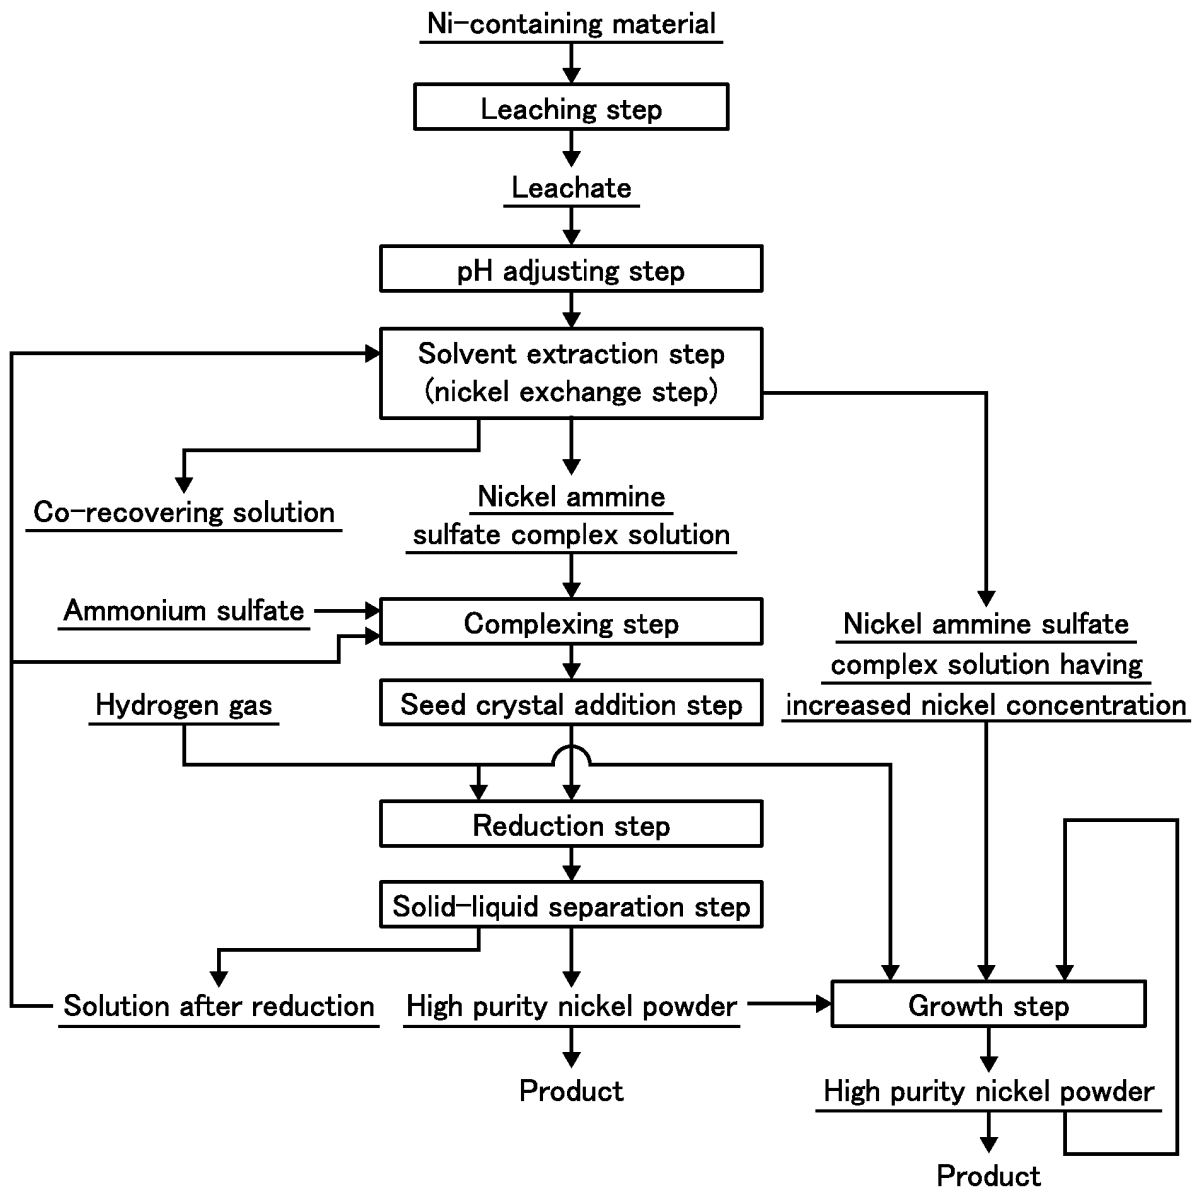 Ni-containing material
Leaching step
Leachate
pH adjusting step
Solvent extraction step
(nickel exchange step)
Co-recovering solution
Nickel ammine
sulfate complex solution
Ammonium sulfate
Complexing step
Nickel ammine sulfate
complex solution having
increased nickel concentration
Hydrogen gas
Seed crystal addition step
Reduction step
Solid-liquid separation step
Solution after reduction
High purity nickel powder
Growth step
Product
High purity nickel powder
Product